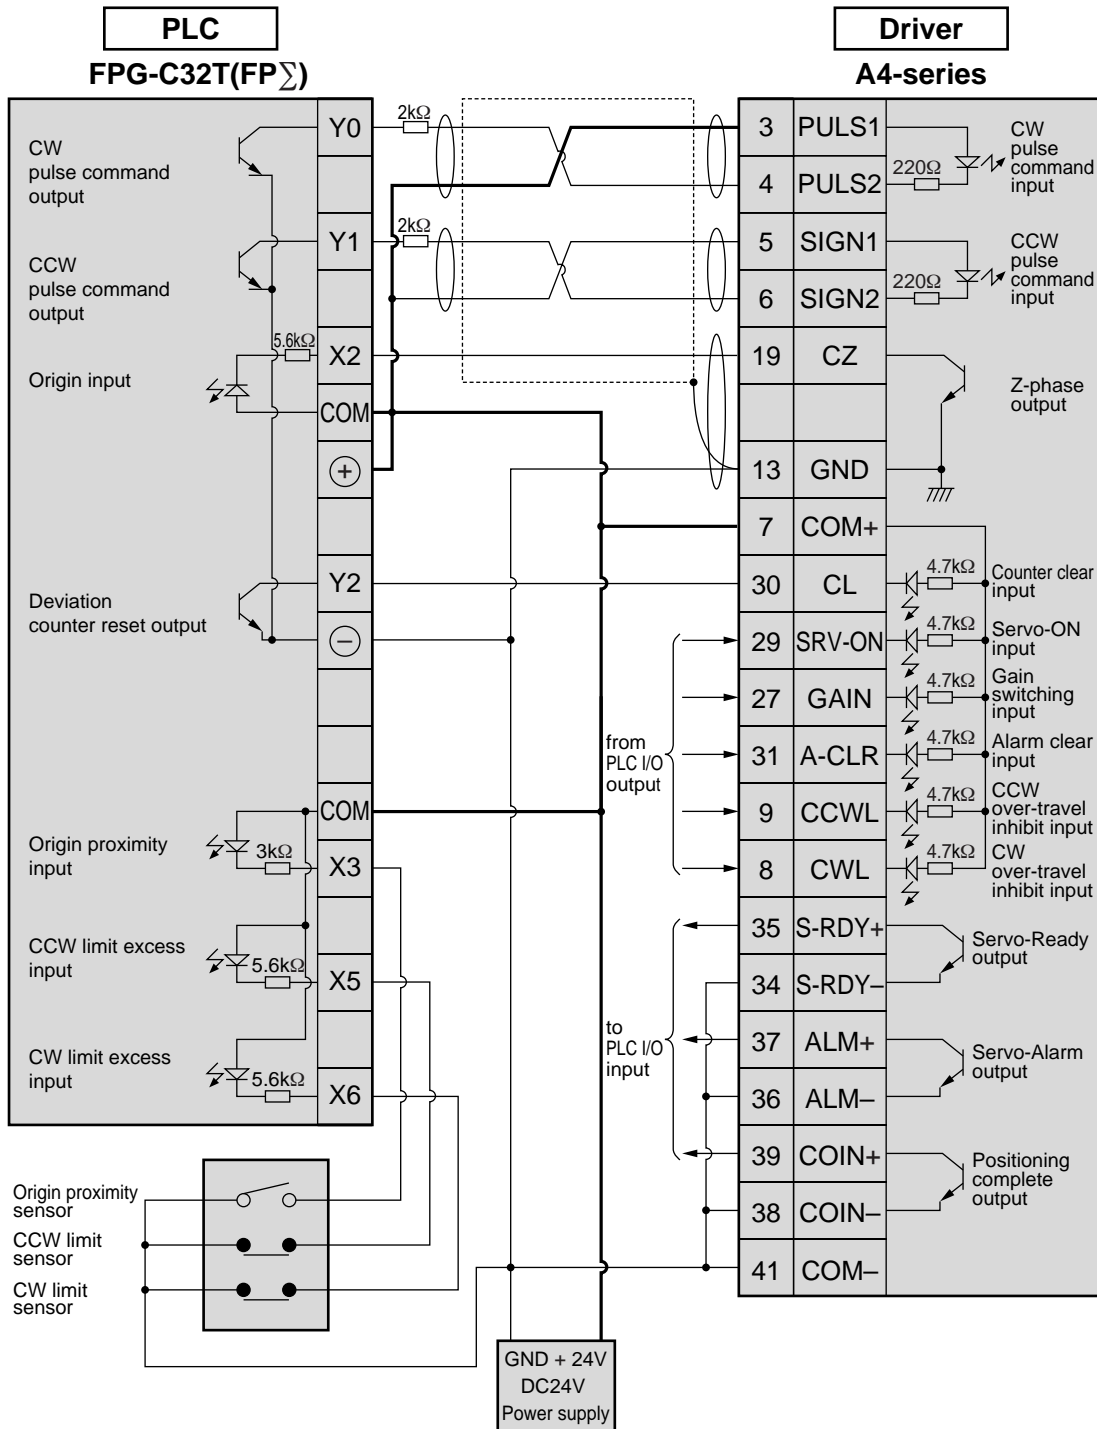 PLC
FPG-C32T(FP∑)
Driver
A4-series
CW
pulse command
output
CCW
pulse command
output
Origin input
5.6kΩ
Deviation
counter reset output
Origin proximity
input
3kΩ
CCW limit excess
input
5.6kΩ
CW limit excess
input
5.6kΩ
Y0
Y1
X2
COM
+
Y2
−
COM
X3
X5
X6
2kΩ
2kΩ
from
PLC I/O
output
to
PLC I/O
input
3 PULS1
4 PULS2
5 SIGN1
6 SIGN2
19 CZ
13 GND
7 COM+
30 CL
29 SRV-ON
27 GAIN
31 A-CLR
9 CCWL
8 CWL
35 S-RDY+
34 S-RDY–
37 ALM+
36 ALM–
39 COIN+
38 COIN–
41 COM–
220Ω
CW
pulse
command
input
220Ω
CCW
pulse
command
input
Z-phase
output
4.7kΩ
Counter clear
input
4.7kΩ
Servo-ON
input
4.7kΩ
Gain
switching
input
4.7kΩ
Alarm clear
input
4.7kΩ
CCW
over-travel
inhibit input
4.7kΩ
CW
over-travel
inhibit input
Servo-Ready
output
Servo-Alarm
output
Positioning
complete
output
Origin proximity
sensor
CCW limit
sensor
CW limit
sensor
GND + 24V
DC24V
Power supply